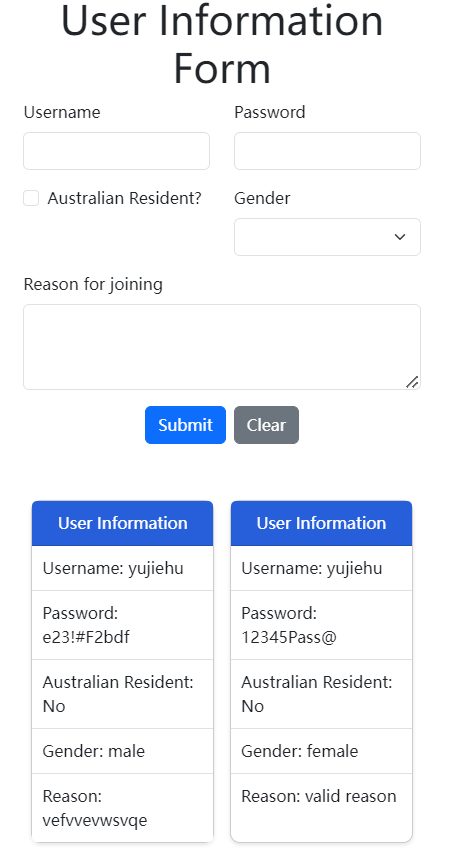 User Information
Form
Username
Password
Australian Resident?
Gender
Reason for joining
Submit
Clear
User Information
Username: yujiehu
Password:
e23!#F2bdf
Australian Resident:
No
Gender: male
Reason:
vefvvevwsvqe
User Information
Username: yujiehu
Password:
12345Pass@
Australian Resident:
No
Gender: female
Reason: valid reason